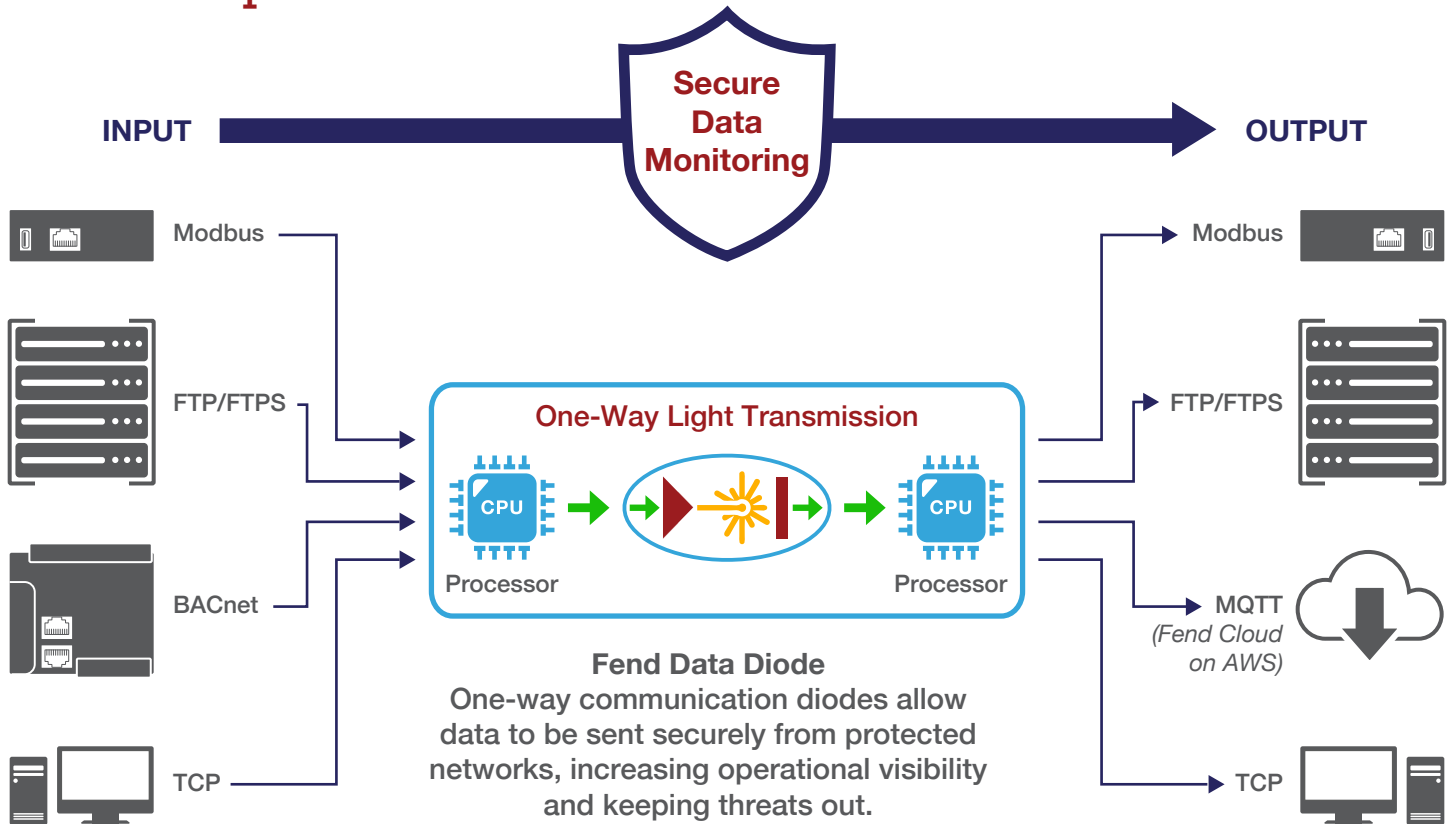 Secure
Data
Monitoring
INPUT
OUTPUT
Modbus
Modbus
FTP/FTPS
FTP/FTPS
One-Way Light Transmission
CPU
CPU
Processor
Processor
BACnet
MQTT
(Fend Cloud
on AWS)
Fend Data Diode
One-way communication diodes allow
data to be sent securely from protected
networks, increasing operational visibility
and keeping threats out.
TCP
TCP